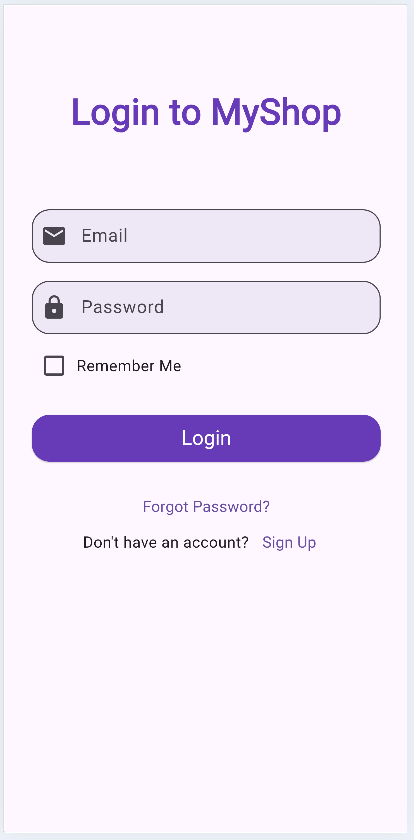 Login to MyShop
Email
Password
Remember Me
Login
Forgot Password?
Don't have an account? Sign Up